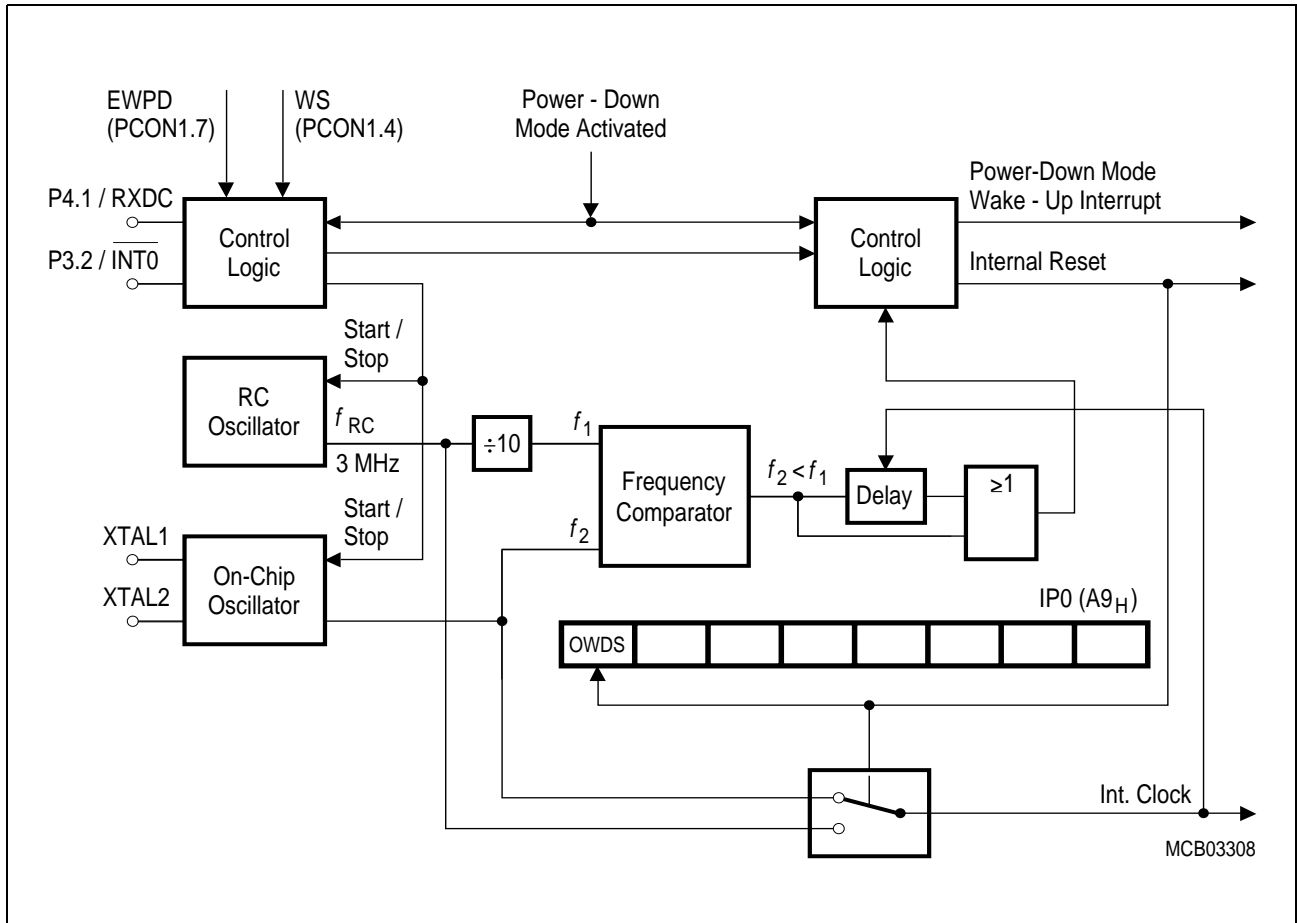 EWPD
(PCON1.7)
WS
(PCON1.4)
Power - Down
Mode Activated
P4.1 / RXDC
P3.2 / INT0
Control
Logic
Control
Logic
Power-Down Mode
Wake - Up Interrupt
Internal Reset
Start /
Stop
RC
Oscillator
f RC
3 MHz
÷10
f1
Frequency
Comparator
f2 < f1
Delay
≥1
Start /
Stop
f2
XTAL1
XTAL2
On-Chip
Oscillator
IP0 (A9H)
OWDS
Int. Clock
MCB03308